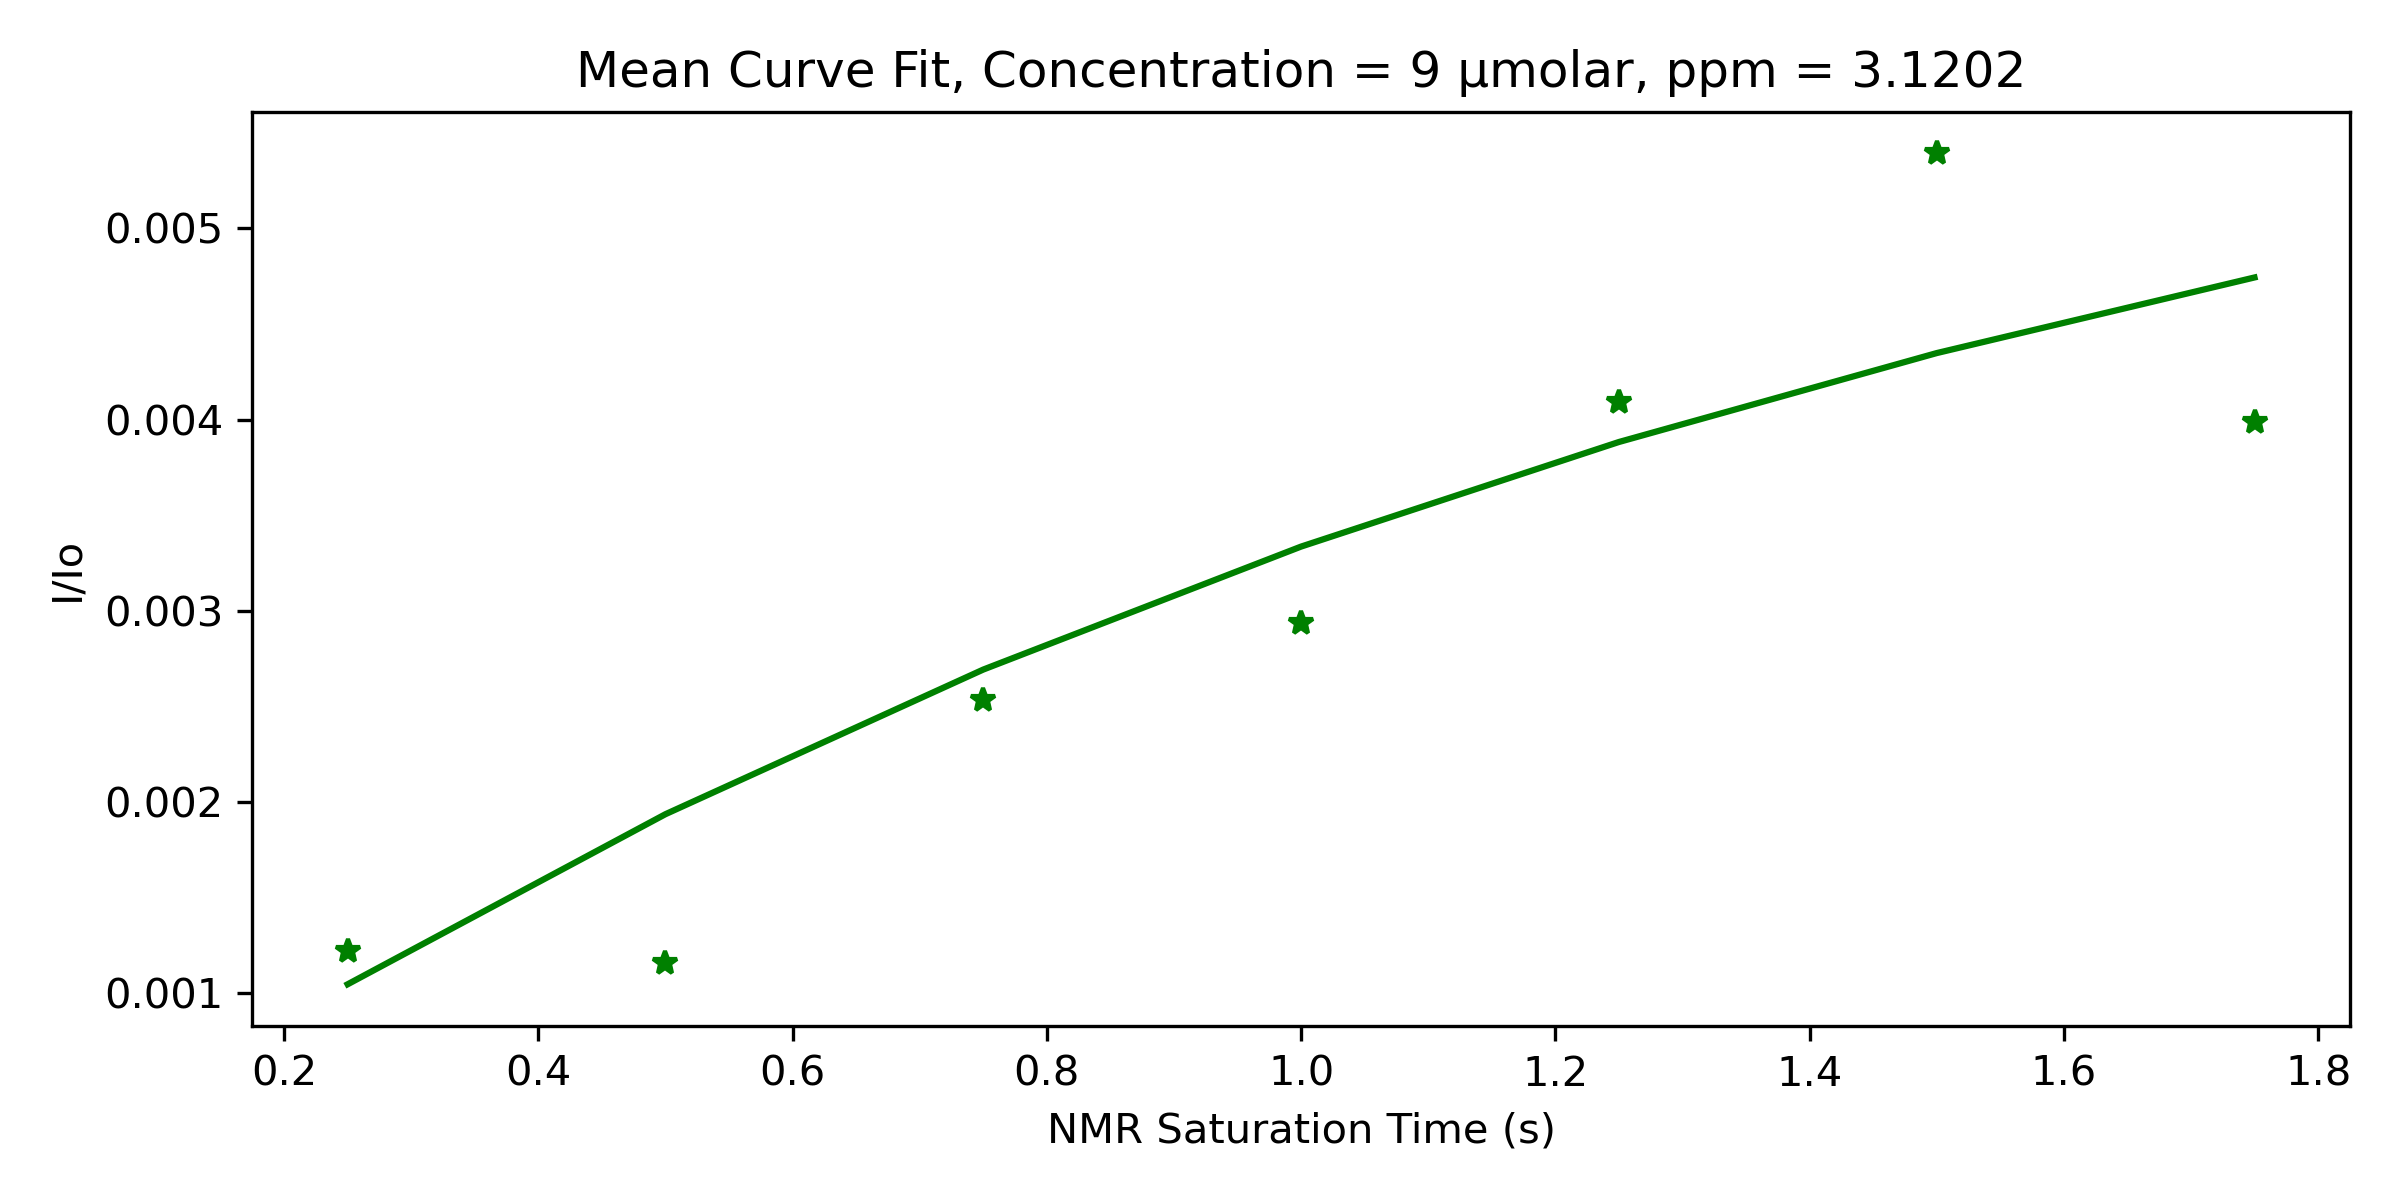 Mean Curve Fit, Concentration = 9 μmolar, ppm = 3.1202
I/Io
0.005
0.004
0.003
0.002
0.001
0.2 0.4 0.6 0.8 1.0 1.2 1.4 1.6 1.8
NMR Saturation Time (s)